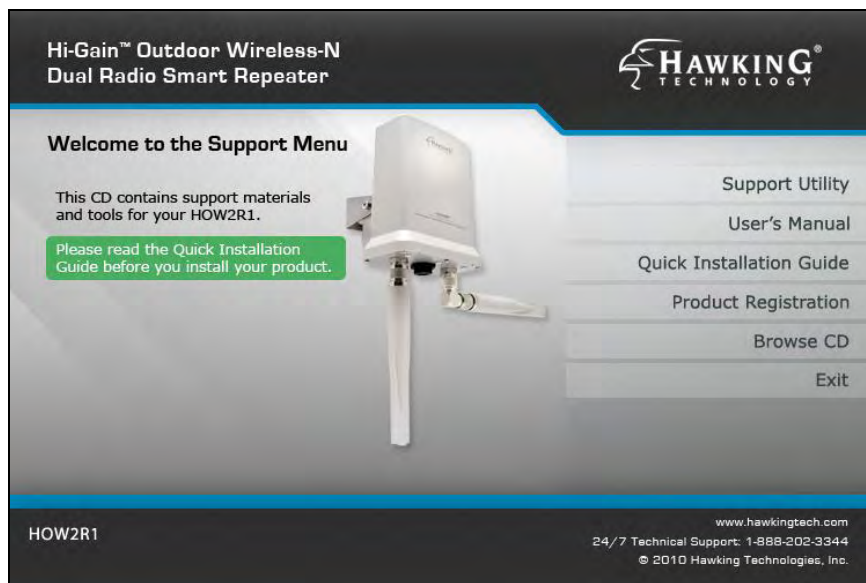 Hi-Gain™ Outdoor Wireless-N
Dual Radio Smart Repeater
HAWKING®
TECHNOLOGY
Welcome to the Support Menu
This CD contains support materials
and tools for your HOW2R1.
Please read the Quick Installation
Guide before you install your product.
Support Utility
User's Manual
Quick Installation Guide
Product Registration
Browse CD
Exit
HOW2R1
www.hawkingtech.com
24/7 Technical Support: 1-888-202-3344
© 2010 Hawking Technologies, Inc.